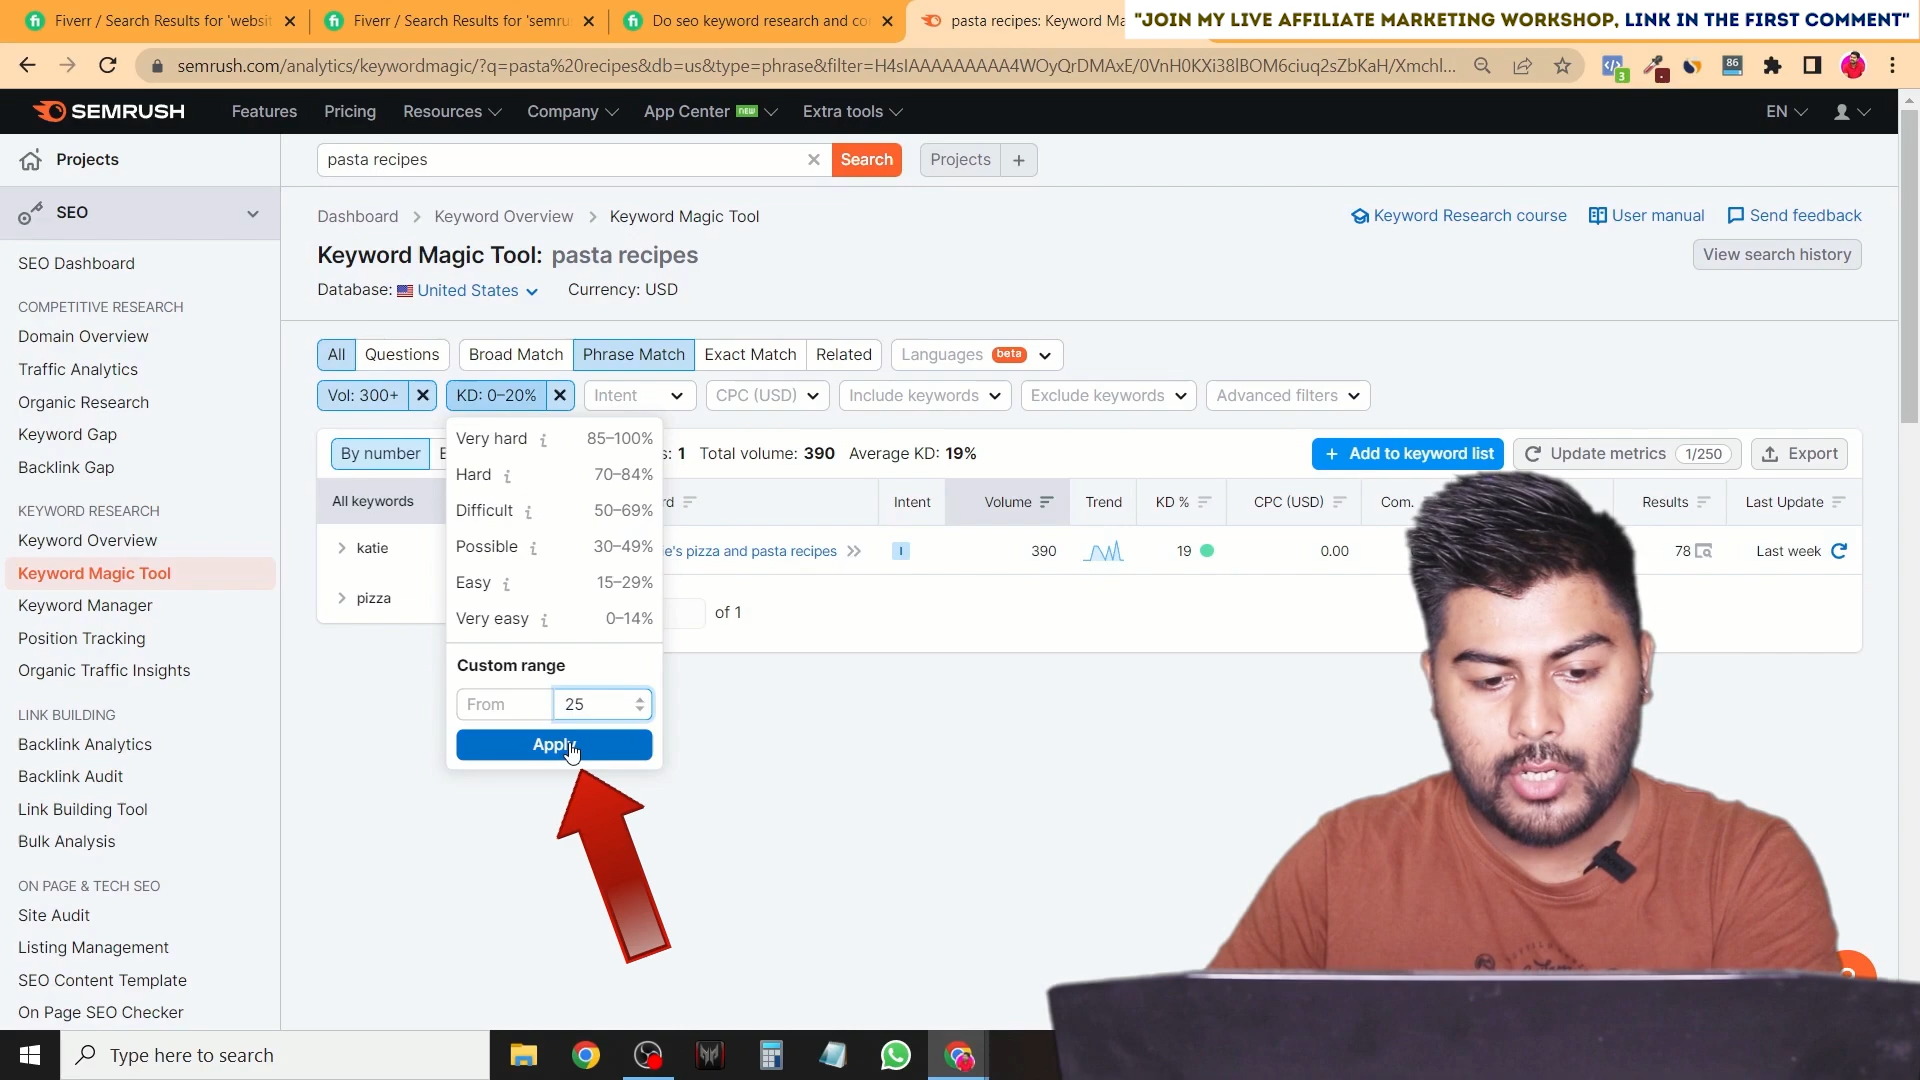 Fiverr / Search Results for 'websit
Fiverr / Search Results for 'semru
Do seo keyword research and co
pasta recipes: Keyword Ma
"JOIN MY LIVE AFFILIATE MARKETING WORKSHOP, LINK IN THE FIRST COMMENT"
semrush.com/analytics/keywordmagic/?q=pasta%20recipes&db=us&type=phrase&filter=H4sIAAAAAAAA4WOyQrDMAxE/0VnH0KXi38lBOM6ciuq2sZbKaH/Xmchl...
3
86
SEMRUSH
Features
Pricing
Resources
Company
App Center NEW
Extra tools
EN
Projects
pasta recipes
Search
Projects
+
SEO
Dashboard > Keyword Overview > Keyword Magic Tool
Keyword Research course
User manual
Send feedback
Keyword Magic Tool: pasta recipes
View search history
Database: United States
Currency: USD
SEO Dashboard
COMPETITIVE RESEARCH
Domain Overview
Traffic Analytics
Organic Research
Keyword Gap
Backlink Gap
KEYWORD RESEARCH
Keyword Overview
Keyword Magic Tool
Keyword Manager
Position Tracking
Organic Traffic Insights
LINK BUILDING
Backlink Analytics
Backlink Audit
Link Building Tool
Bulk Analysis
ON PAGE & TECH SEO
Site Audit
Listing Management
SEO Content Template
On Page SEO Checker
All
Questions
Broad Match
Phrase Match
Exact Match
Related
Languages beta
Vol: 300+
KD: 0–20%
Intent
CPC (USD)
Include keywords
Exclude keywords
Advanced filters
By number
s: 1 Total volume: 390 Average KD: 19%
+ Add to keyword list
Update metrics 1/250
Export
All keywords
rd
Intent
Volume
Trend
KD %
CPC (USD)
Com.
Results
Last Update
katie
e's pizza and pasta recipes
I
390
19
0.00
78
Last week
pizza
of 1
Very hard 85–100%
Hard 70–84%
Difficult 50–69%
Possible 30–49%
Easy 15–29%
Very easy 0–14%
Custom range
From
25
Apply
Type here to search